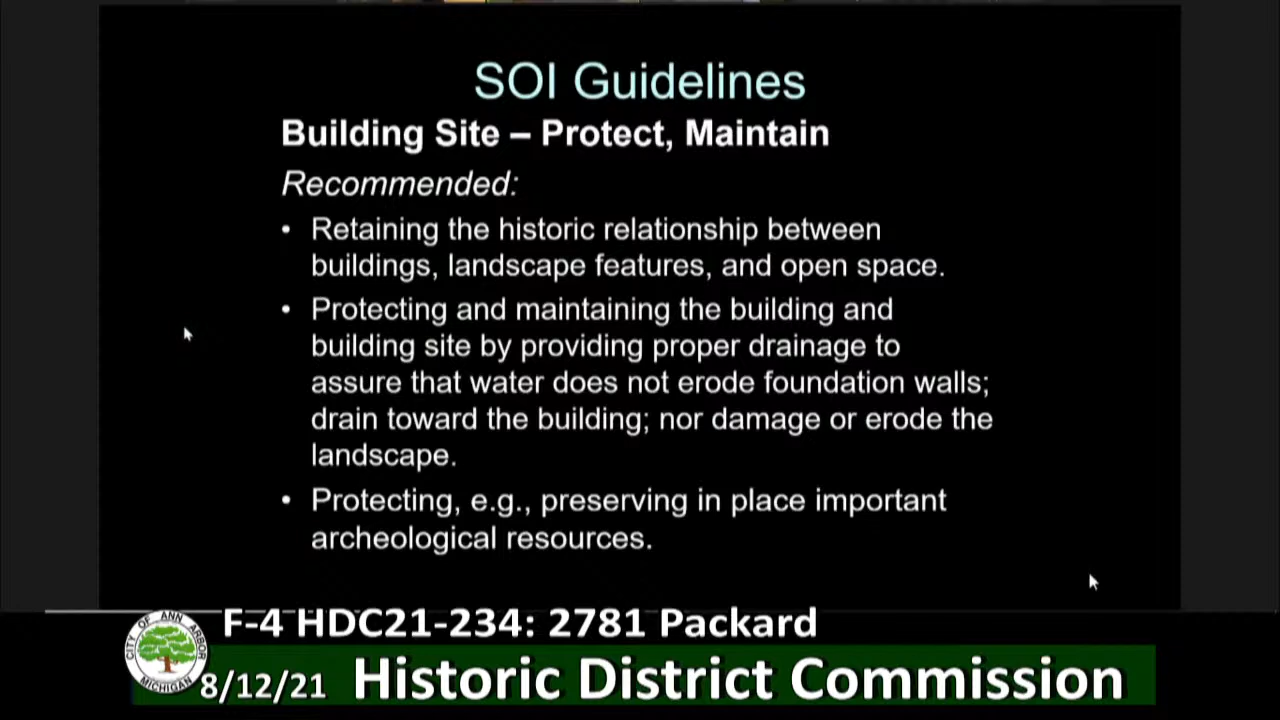 SOI Guidelines
Building Site – Protect, Maintain
Recommended:
• Retaining the historic relationship between
buildings, landscape features, and open space.
• Protecting and maintaining the building and
building site by providing proper drainage to
assure that water does not erode foundation walls;
drain toward the building; nor damage or erode the
landscape.
• Protecting, e.g., preserving in place important
archeological resources.
F-4 HDC21-234: 2781 Packard
CITY OF ANN ARBOR
MICHIGAN
8/12/21 Historic District Commission